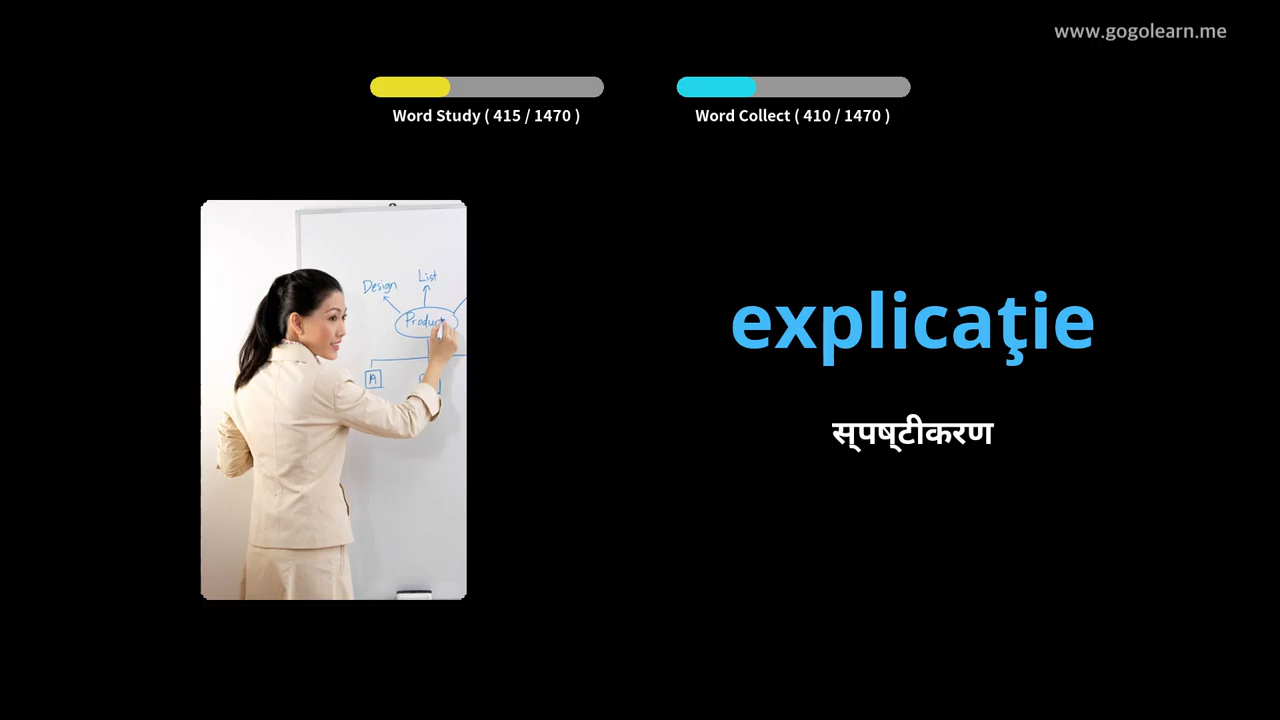 www.gogolearn.me
Word Study ( 415 / 1470 )
Word Collect ( 410 / 1470 )
Design
List
Product
A
explicaţie
स्पष्टीकरण